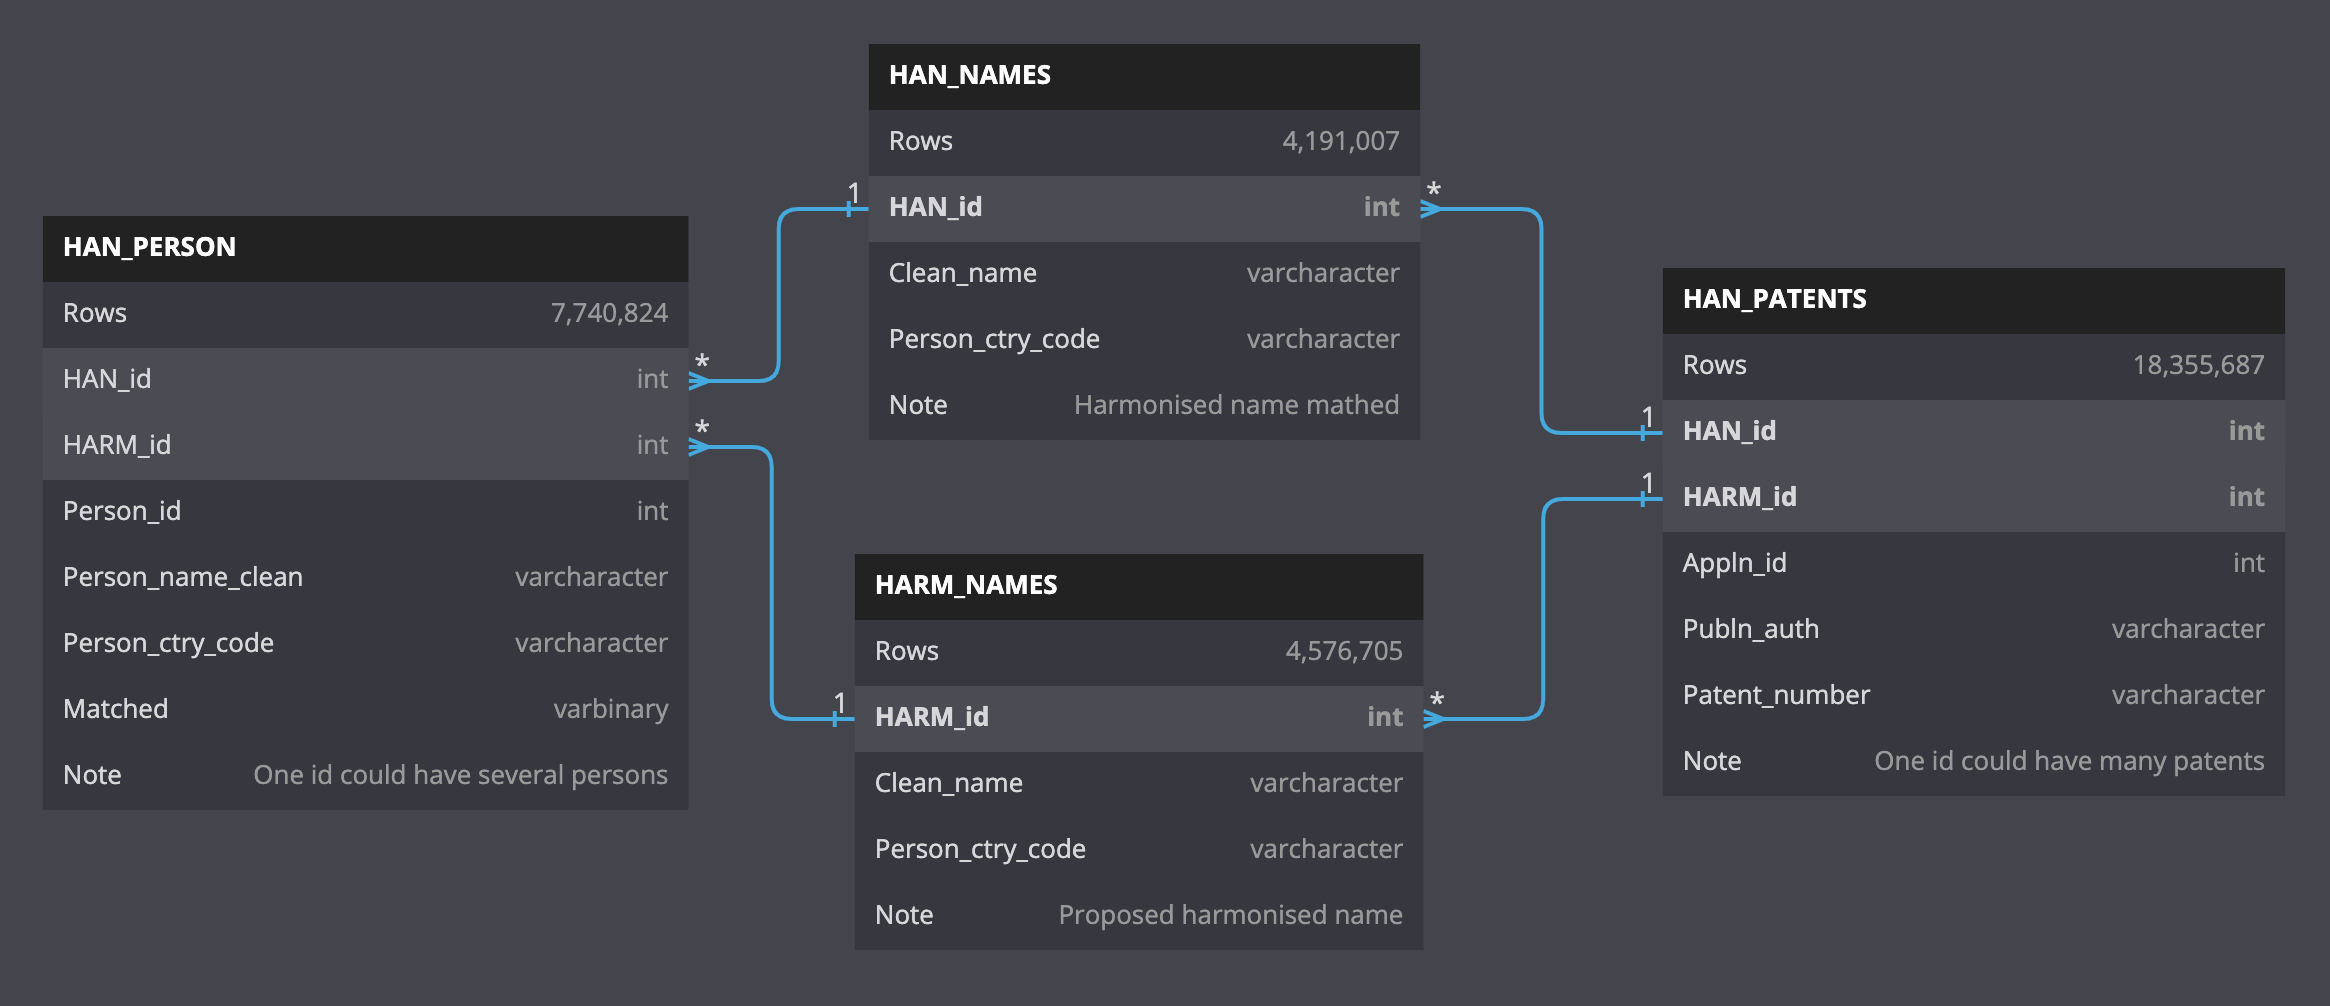 HAN_NAMES
Rows 4,191,007
1 HAN_id int *
Clean_name varcharacter
Person_ctry_code varcharacter
Note Harmonised name mathed
HAN_PERSON
Rows 7,740,824
HAN_id int *
HARM_id int *
Person_id int
Person_name_clean varcharacter
Person_ctry_code varcharacter
Matched varbinary
Note One id could have several persons
HARM_NAMES
Rows 4,576,705
1 HARM_id int *
Clean_name varcharacter
Person_ctry_code varcharacter
Note Proposed harmonised name
HAN_PATENTS
Rows 18,355,687
1 HAN_id int
1 HARM_id int
Appln_id int
Publn_auth varcharacter
Patent_number varcharacter
Note One id could have many patents